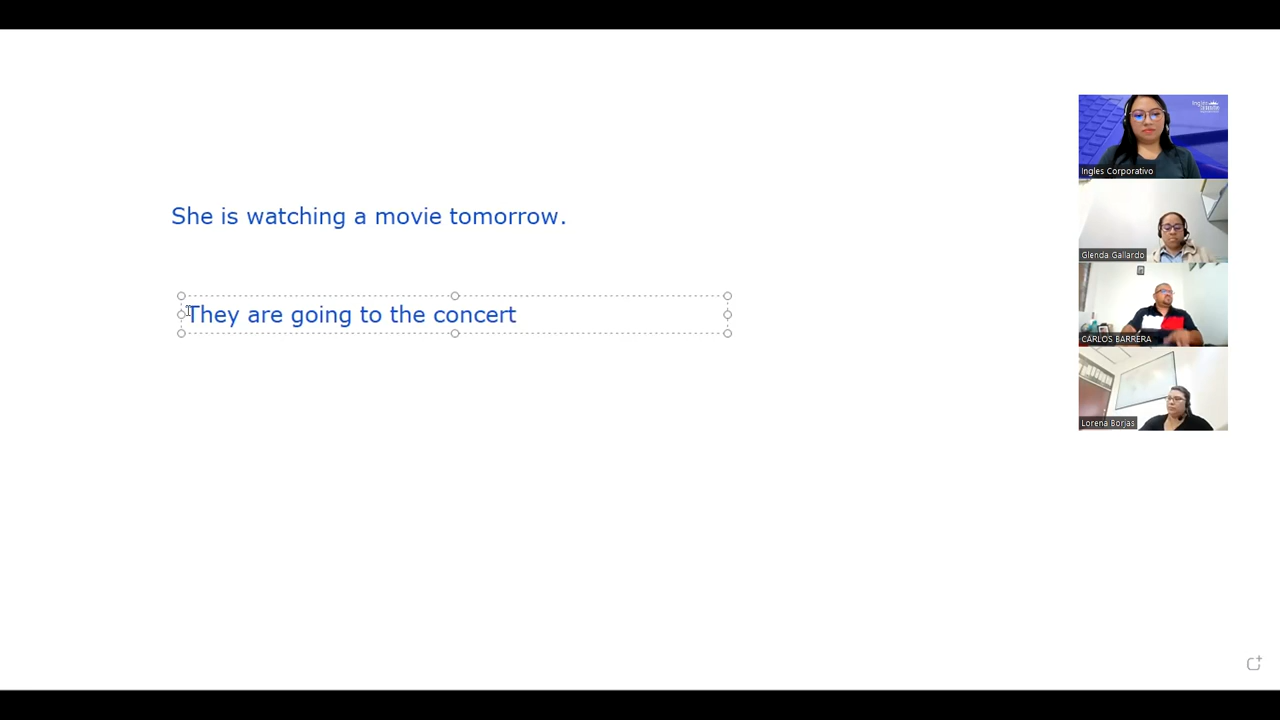 She is watching a movie tomorrow.
They are going to the concert
Ingles Corporativo
Glenda Gallardo
CARLOS BARRERA
Lorena Borjas